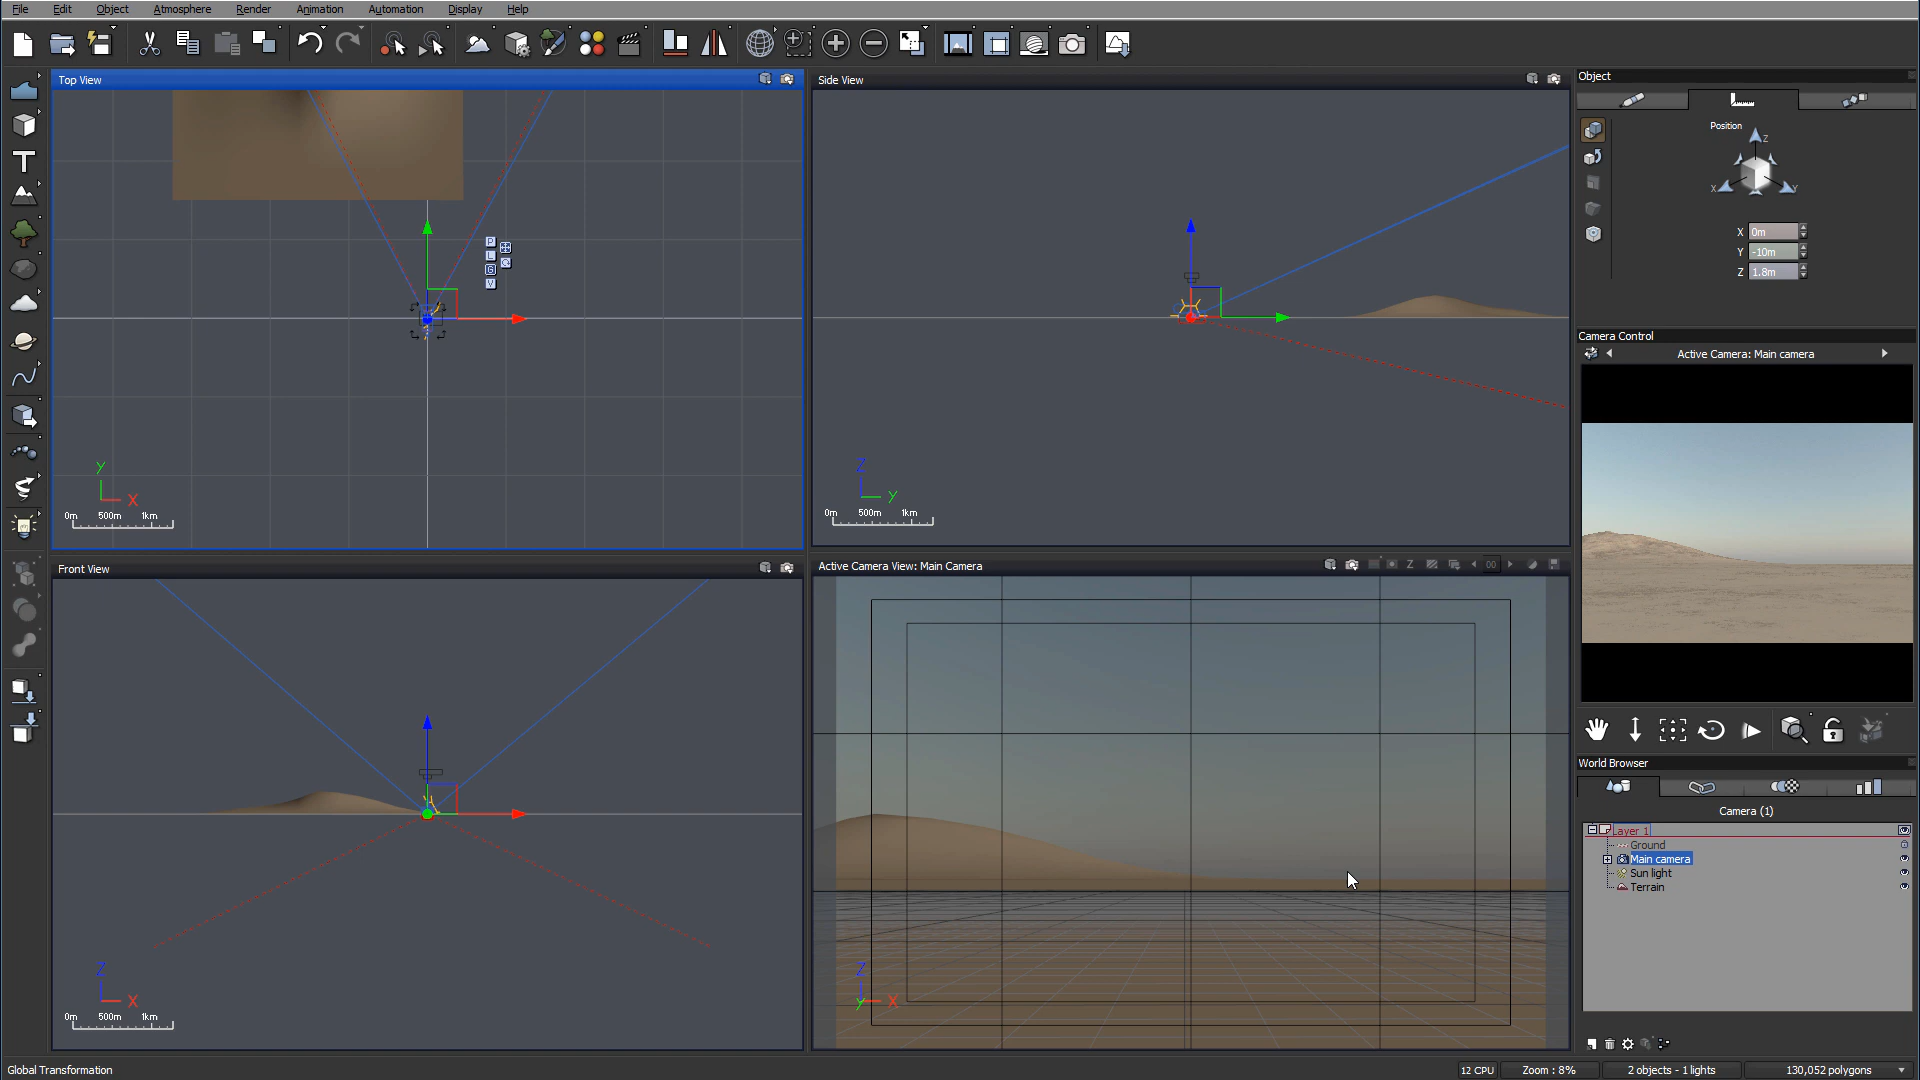 File Edit Object Atmosphere Render Animation Automation Display Help
Top View
Side View
Object
Position
Z
X
Y
X 0m
Y -10m
Z 1.8m
P
L
G
V
Y
X
0m 500m 1km
Z
Y
0m 500m 1km
Camera Control
Active Camera: Main camera
Front View
Active Camera View: Main Camera
Z
00
World Browser
Camera (1)
Layer 1
Ground
Main camera
Sun light
Terrain
Z
X
0m 500m 1km
Z
Y
X
Global Transformation
12 CPU
Zoom : 8%
2 objects - 1 lights
130,052 polygons